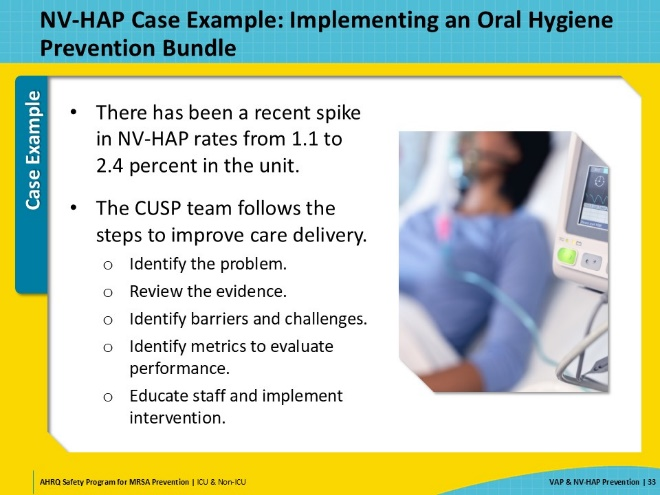 NV-HAP Case Example: Implementing an Oral Hygiene
Prevention Bundle
Case Example
• There has been a recent spike
in NV-HAP rates from 1.1 to
2.4 percent in the unit.
• The CUSP team follows the
steps to improve care delivery.
o Identify the problem.
o Review the evidence.
o Identify barriers and challenges.
o Identify metrics to evaluate
performance.
o Educate staff and implement
intervention.
AHRQ Safety Program for MRSA Prevention | ICU & Non-ICU
VAP & NV-HAP Prevention | 33